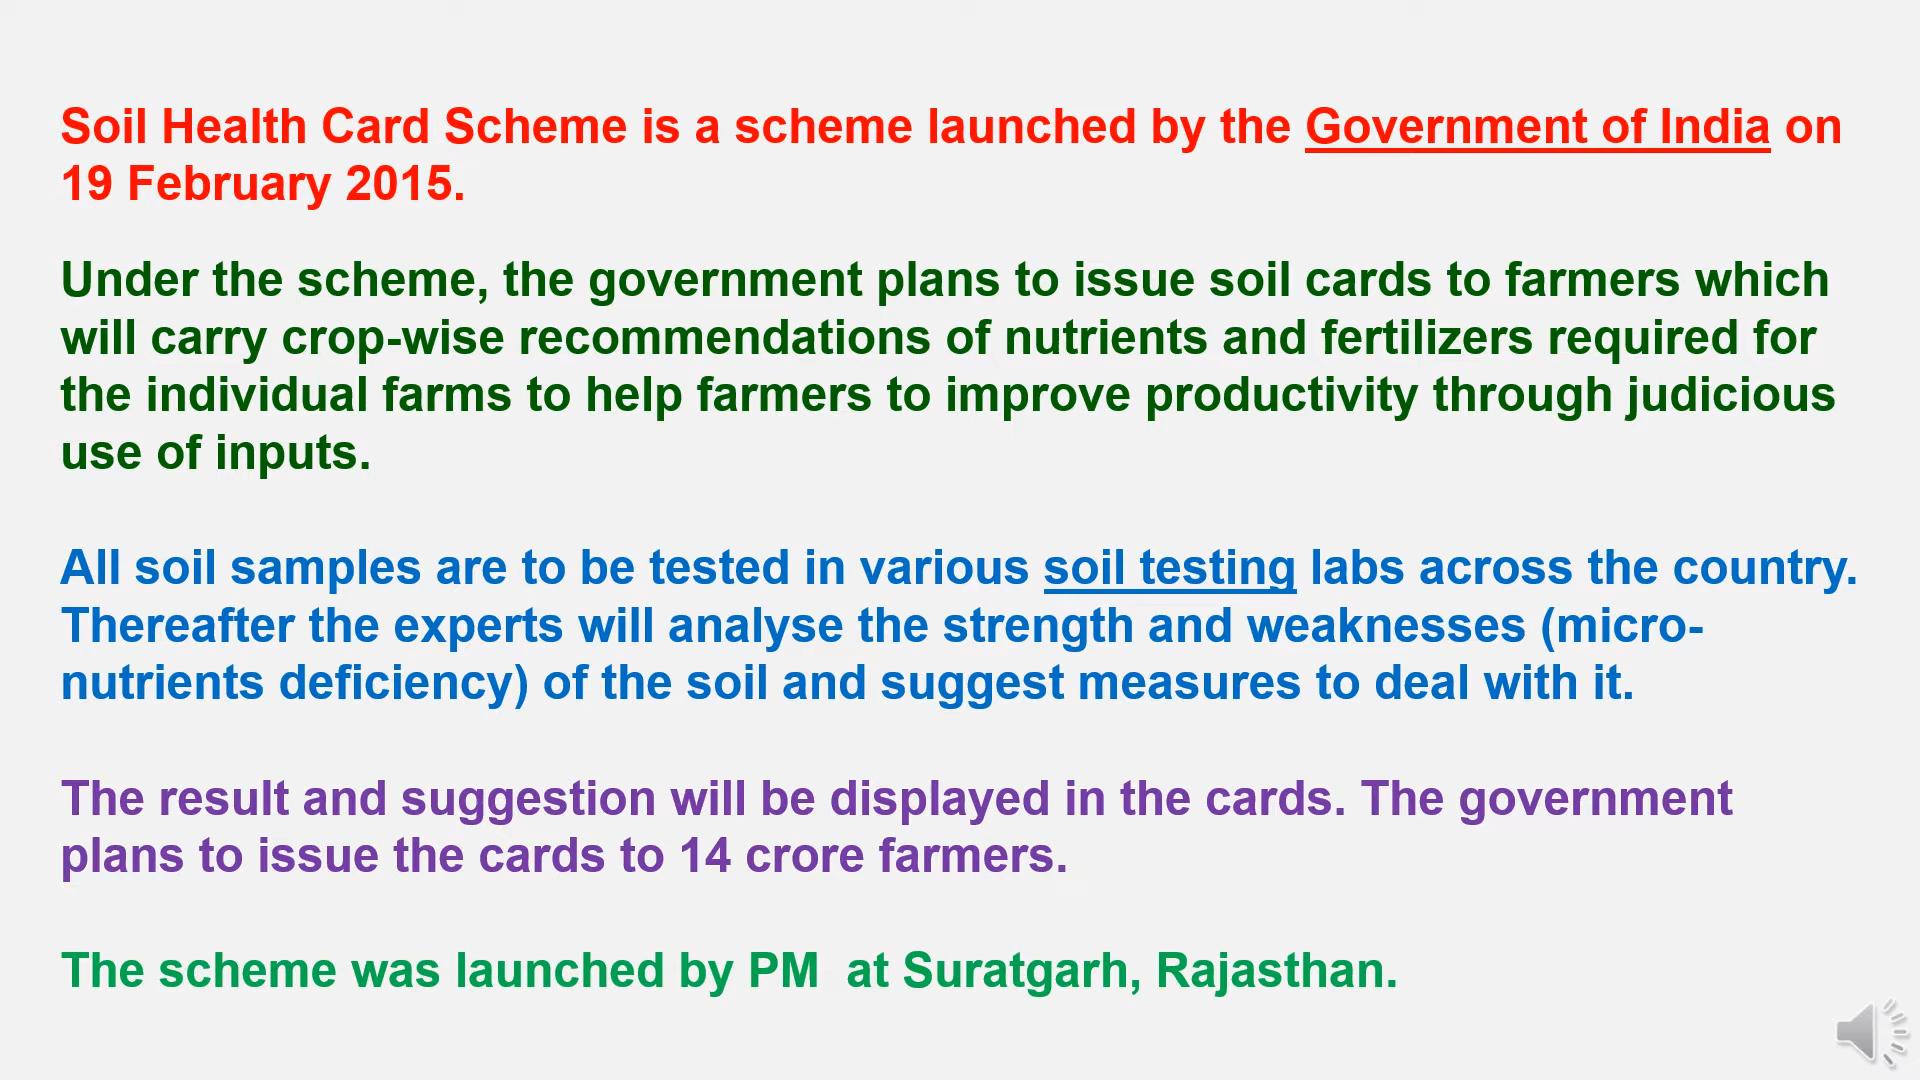 Soil Health Card Scheme is a scheme launched by the Government of India on
19 February 2015.
Under the scheme, the government plans to issue soil cards to farmers which
will carry crop-wise recommendations of nutrients and fertilizers required for
the individual farms to help farmers to improve productivity through judicious
use of inputs.
All soil samples are to be tested in various soil testing labs across the country.
Thereafter the experts will analyse the strength and weaknesses (micro-
nutrients deficiency) of the soil and suggest measures to deal with it.
The result and suggestion will be displayed in the cards. The government
plans to issue the cards to 14 crore farmers.
The scheme was launched by PM  at Suratgarh, Rajasthan.